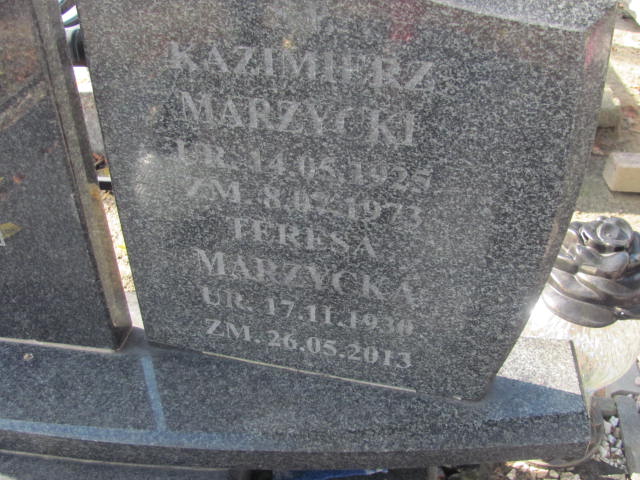 KAZIMIERZ
MARZYCKI
UR. 14.05.1925
ZM. 8.02.1973
TERESA
MARZYCKA
UR. 17.11.1930
ZM. 26.05.2013